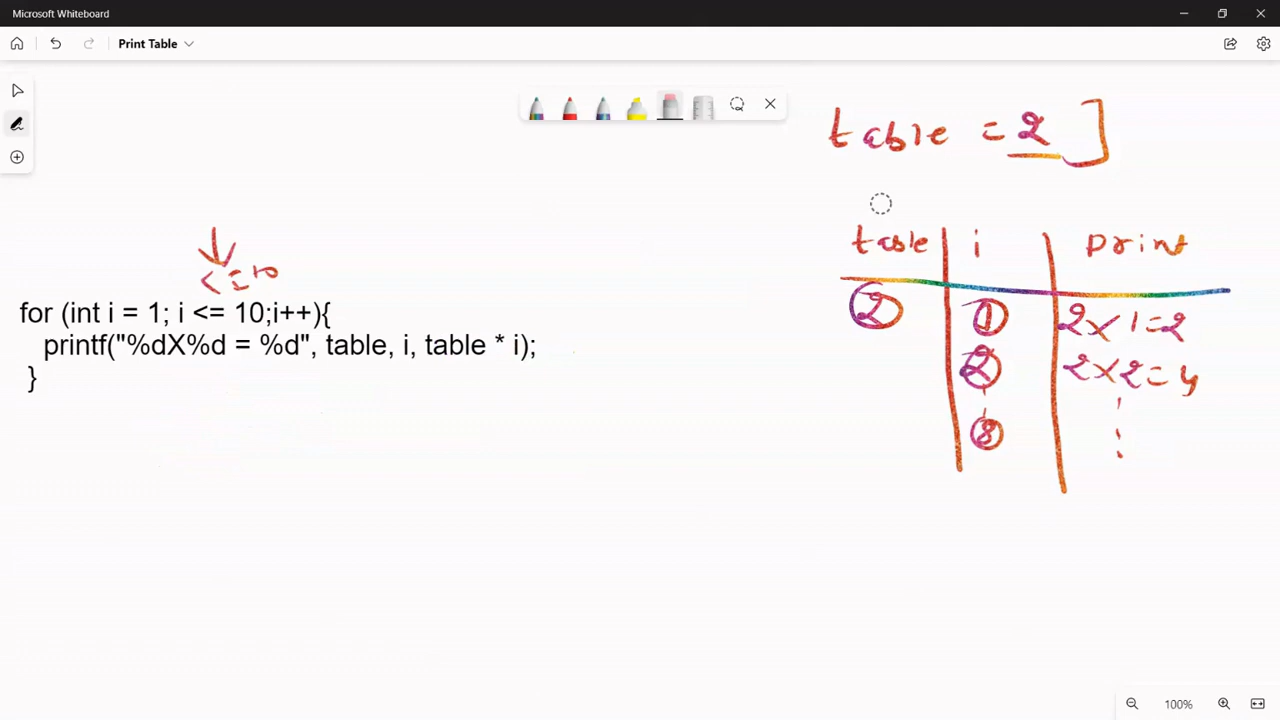 Microsoft Whiteboard
Print Table
table = 2 ]
table i print
<=10
for (int i = 1; i <= 10;i++){
2 1 2X1=2
printf("%dX%d = %d", table, i, table * i);
2 2X2=4
}
8
100%